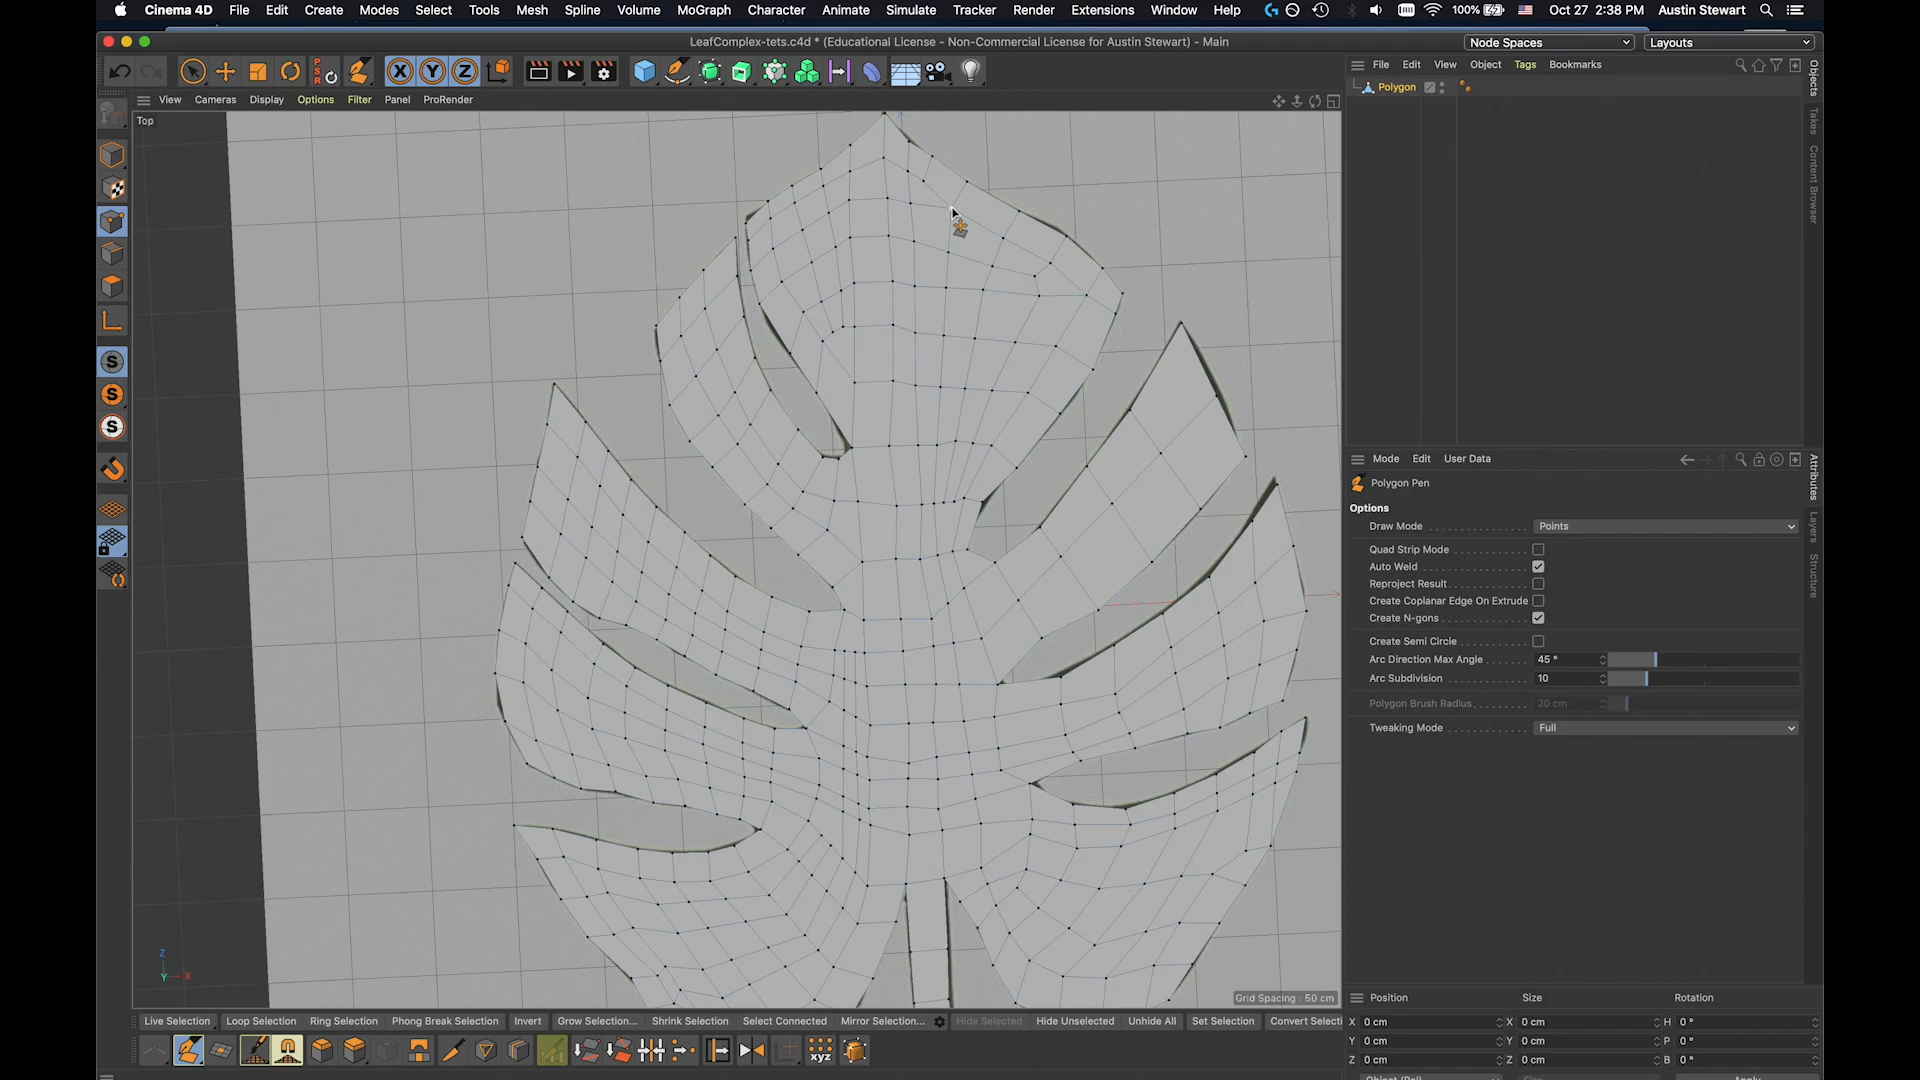 Cinema 4D File Edit Create Modes Select Tools Mesh Spline Volume MoGraph Character Animate Simulate Tracker Render Extensions Window Help 100% Oct 27 2:38 PM Austin Stewart
LeafComplex-tets.c4d * (Educational License - Non-Commercial License for Austin Stewart) - Main
Node Spaces Layouts
X Y Z
PSR
File Edit View Object Tags Bookmarks
View Cameras Display Options Filter Panel ProRender
Polygon
Top
Objects
Takes
Content Browser
S
S
S
Mode Edit User Data
Polygon Pen
Options
Draw Mode Points
Quad Strip Mode
Auto Weld
Reproject Result
Create Coplanar Edge On Extrude
Create N-gons
Create Semi Circle
Arc Direction Max Angle 45 °
Arc Subdivision 10
Polygon Brush Radius 20 cm
Tweaking Mode Full
Attributes
Layers
Structure
Z
Y X
Grid Spacing : 50 cm
Live Selection Loop Selection Ring Selection Phong Break Selection Invert Grow Selection... Shrink Selection Select Connected Mirror Selection... Hide Selected Hide Unselected Unhide All Set Selection Convert Selecti
xyz
Position Size Rotation
X 0 cm X 0 cm H 0 °
Y 0 cm Y 0 cm P 0 °
Z 0 cm Z 0 cm B 0 °
Object (Rel) Size Apply